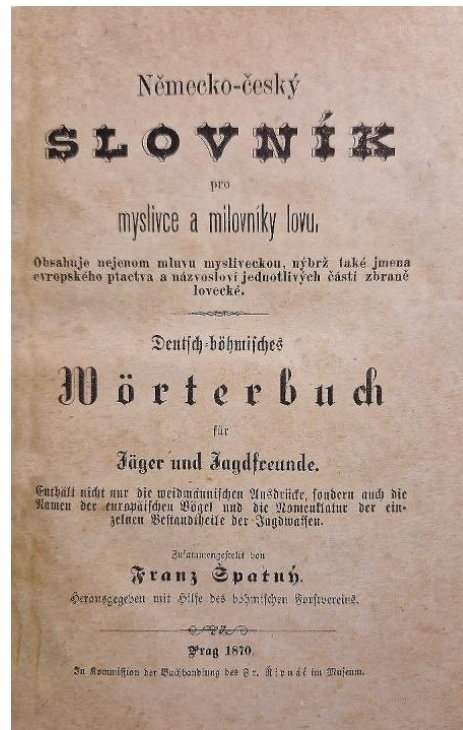 Německo-český
SLOVNÍK
pro
myslivce a milovníky lovu.
Obsahuje nejenom mluvu mysliveckou, nýbrž také jmena
evropského ptactva a názvosloví jednotlivých částí zbraně
lovecké.
Deutsch-böhmisches
Wörterbuch
für
Jäger und Jagdfreunde.
Enthält nicht nur die weidmännischen Ausdrücke, sondern auch die
Namen der europäischen Vögel und die Nomenklatur der ein-
zelnen Bestandtheile der Jagdwaffen.
Zusammengestellt von
Franz Špatný.
Herausgegeben mit Hilfe des böhmischen Forstvereins.
Prag 1870.
In Kommission der Buchhandlung des Fr. Řivnáč im Museum.